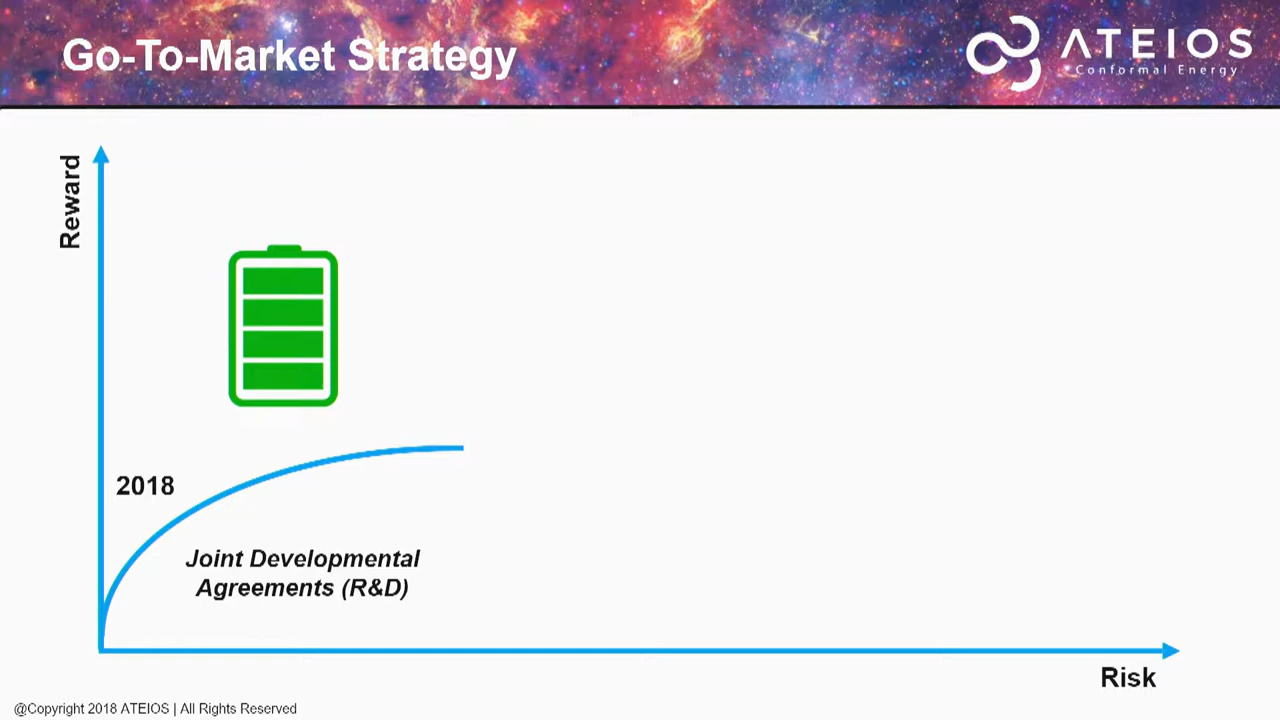 Go-To-Market Strategy
ATEIOS
Conformal Energy
Reward
2018
Joint Developmental
Agreements (R&D)
Risk
@Copyright 2018 ATEIOS | All Rights Reserved